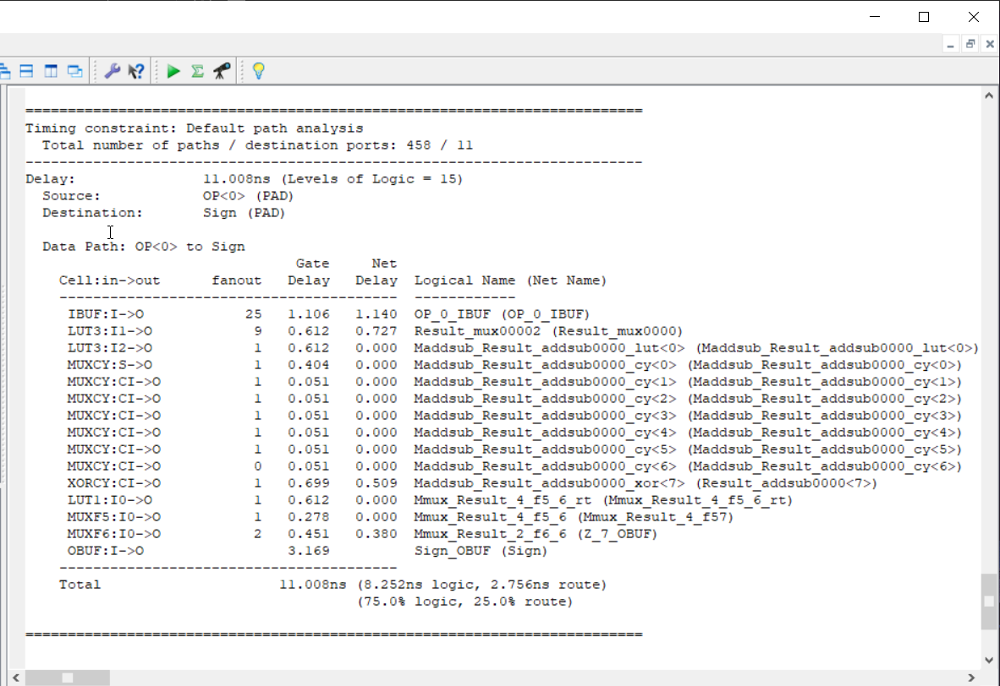 =========================================================================
Timing constraint: Default path analysis
  Total number of paths / destination ports: 458 / 11
-------------------------------------------------------------------------
Delay:               11.008ns (Levels of Logic = 15)
  Source:            OP<0> (PAD)
  Destination:       Sign (PAD)
  Data Path: OP<0> to Sign
                                Gate     Net
    Cell:in->out      fanout   Delay   Delay  Logical Name (Net Name)
    ----------------------------------------  ------------
     IBUF:I->O            25   1.106   1.140  OP_0_IBUF (OP_0_IBUF)
     LUT3:I1->O            9   0.612   0.727  Result_mux00002 (Result_mux0000)
     LUT3:I2->O            1   0.612   0.000  Maddsub_Result_addsub0000_lut<0> (Maddsub_Result_addsub0000_lut<0>)
     MUXCY:S->O            1   0.404   0.000  Maddsub_Result_addsub0000_cy<0> (Maddsub_Result_addsub0000_cy<0>)
     MUXCY:CI->O           1   0.051   0.000  Maddsub_Result_addsub0000_cy<1> (Maddsub_Result_addsub0000_cy<1>)
     MUXCY:CI->O           1   0.051   0.000  Maddsub_Result_addsub0000_cy<2> (Maddsub_Result_addsub0000_cy<2>)
     MUXCY:CI->O           1   0.051   0.000  Maddsub_Result_addsub0000_cy<3> (Maddsub_Result_addsub0000_cy<3>)
     MUXCY:CI->O           1   0.051   0.000  Maddsub_Result_addsub0000_cy<4> (Maddsub_Result_addsub0000_cy<4>)
     MUXCY:CI->O           1   0.051   0.000  Maddsub_Result_addsub0000_cy<5> (Maddsub_Result_addsub0000_cy<5>)
     MUXCY:CI->O           0   0.051   0.000  Maddsub_Result_addsub0000_cy<6> (Maddsub_Result_addsub0000_cy<6>)
     XORCY:CI->O           1   0.699   0.509  Maddsub_Result_addsub0000_xor<7> (Result_addsub0000<7>)
     LUT1:I0->O            1   0.612   0.000  Mmux_Result_4_f5_6_rt (Mmux_Result_4_f5_6_rt)
     MUXF5:I0->O           1   0.278   0.000  Mmux_Result_4_f5_6 (Mmux_Result_4_f57)
     MUXF6:I0->O           2   0.451   0.380  Mmux_Result_2_f6_6 (Z_7_OBUF)
     OBUF:I->O                 3.169          Sign_OBUF (Sign)
    ----------------------------------------
    Total                     11.008ns (8.252ns logic, 2.756ns route)
                                       (75.0% logic, 25.0% route)
=========================================================================